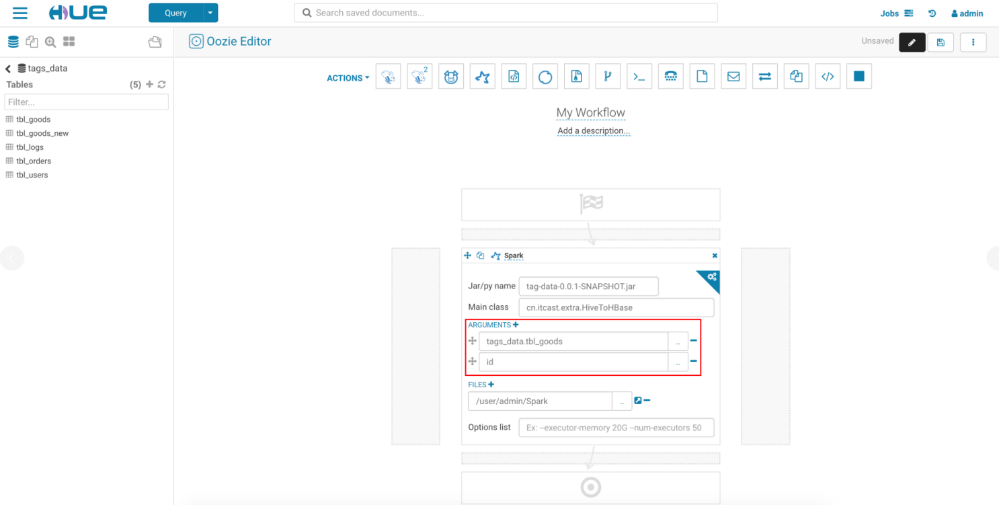 HUE
Query
Search saved documents...
Jobs
admin
Oozie Editor
Unsaved
tags_data
Tables
(5)
Filter...
tbl_goods
tbl_goods_new
tbl_logs
tbl_orders
tbl_users
ACTIONS
2
My Workflow
Add a description...
Spark
Jar/py name
tag-data-0.0.1-SNAPSHOT.jar
Main class
cn.itcast.extra.HiveToHBase
ARGUMENTS
tags_data.tbl_goods
..
id
..
FILES
/user/admin/Spark
..
Options list
Ex: --executor-memory 20G --num-executors 50